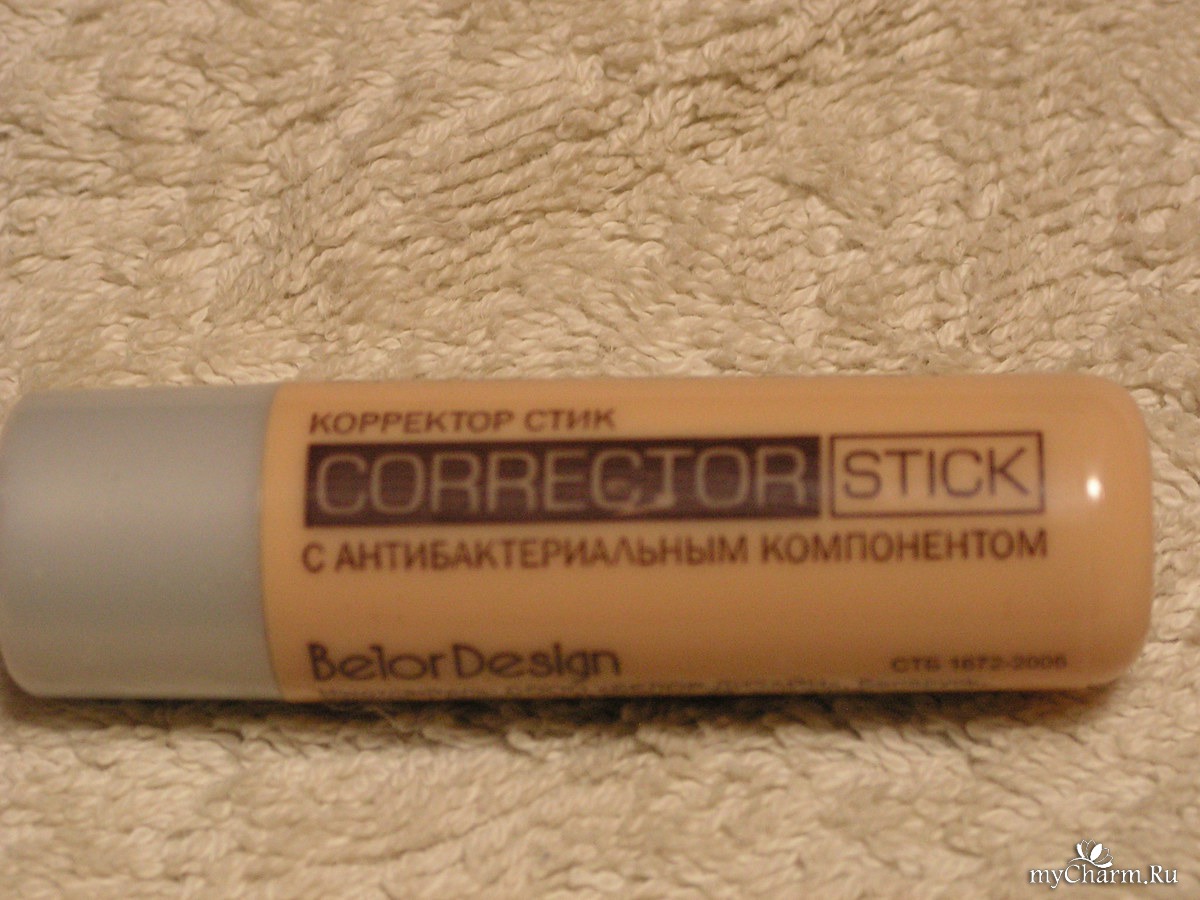 КОРРЕКТОР СТИК
CORRECTOR STICK
С АНТИБАКТЕРИАЛЬНЫМ КОМПОНЕНТОМ
BelorDesign
СТБ 1672-2006
myCharm.Ru